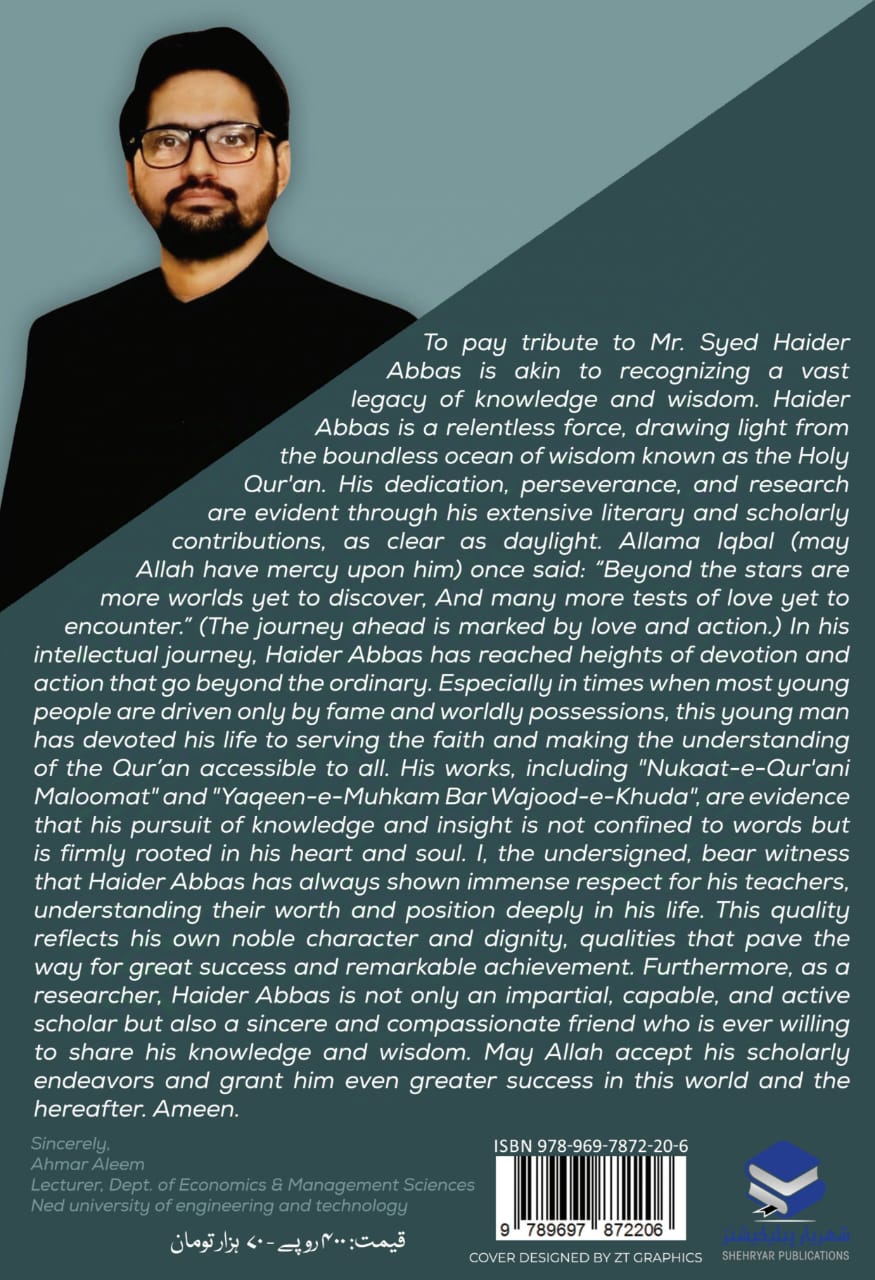 To pay tribute to Mr. Syed Haider
Abbas is akin to recognizing a vast
legacy of knowledge and wisdom. Haider
Abbas is a relentless force, drawing light from
the boundless ocean of wisdom known as the Holy
Qur'an. His dedication, perseverance, and research
are evident through his extensive literary and scholarly
contributions, as clear as daylight. Allama Iqbal (may
Allah have mercy upon him) once said: “Beyond the stars are
more worlds yet to discover, And many more tests of love yet to
encounter.” (The journey ahead is marked by love and action.) In his
intellectual journey, Haider Abbas has reached heights of devotion and
action that go beyond the ordinary. Especially in times when most young
people are driven only by fame and worldly possessions, this young man
has devoted his life to serving the faith and making the understanding
of the Qur’an accessible to all. His works, including "Nukaat-e-Qur'ani
Maloomat" and "Yaqeen-e-Muhkam Bar Wajood-e-Khuda", are evidence
that his pursuit of knowledge and insight is not confined to words but
is firmly rooted in his heart and soul. I, the undersigned, bear witness
that Haider Abbas has always shown immense respect for his teachers,
understanding their worth and position deeply in his life. This quality
reflects his own noble character and dignity, qualities that pave the
way for great success and remarkable achievement. Furthermore, as a
researcher, Haider Abbas is not only an impartial, capable, and active
scholar but also a sincere and compassionate friend who is ever willing
to share his knowledge and wisdom. May Allah accept his scholarly
endeavors and grant him even greater success in this world and the
hereafter. Ameen.
Sincerely,
Ahmar Aleem
Lecturer, Dept. of Economics & Management Sciences
Ned university of engineering and technology
قیمت: ۴۰۰ روپے - ۷۰ ہزار تومان
ISBN 978-969-7872-20-6
9 789697 872206
COVER DESIGNED BY ZT GRAPHICS
شهریار پبلیکیشنز
SHEHRYAR PUBLICATIONS